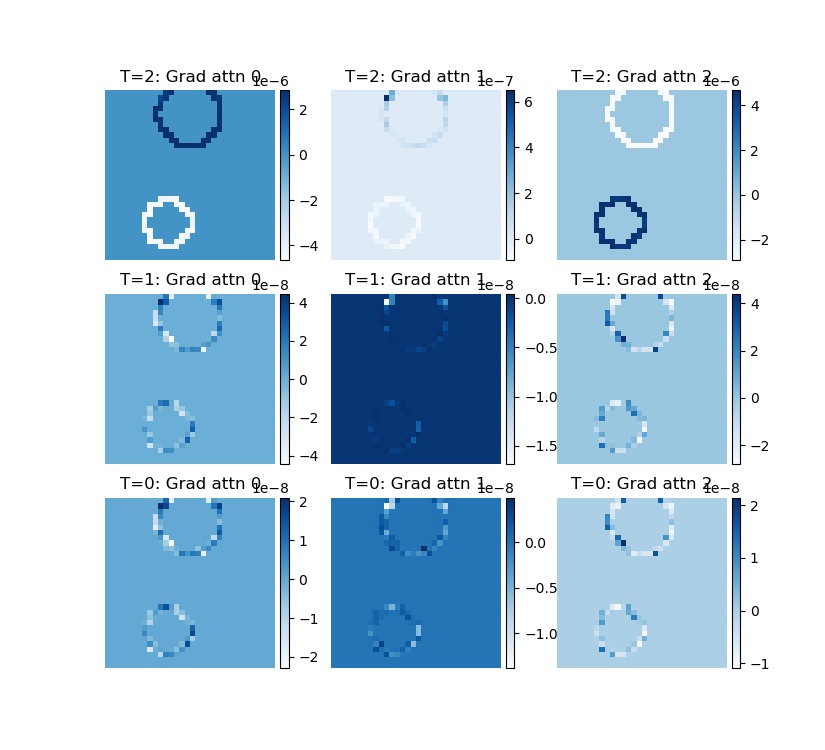 T=2: Grad attn 0
1e−6
T=2: Grad attn 1
1e−7
T=2: Grad attn 2
1e−6
2
0
−2
−4
6
4
2
0
4
2
0
−2
T=1: Grad attn 0
1e−8
T=1: Grad attn 1
1e−8
T=1: Grad attn 2
1e−8
4
2
0
−2
−4
0.0
−0.5
−1.0
−1.5
4
2
0
−2
T=0: Grad attn 0
1e−8
T=0: Grad attn 1
1e−8
T=0: Grad attn 2
1e−8
2
1
0
−1
−2
0.0
−0.5
−1.0
2
1
0
−1